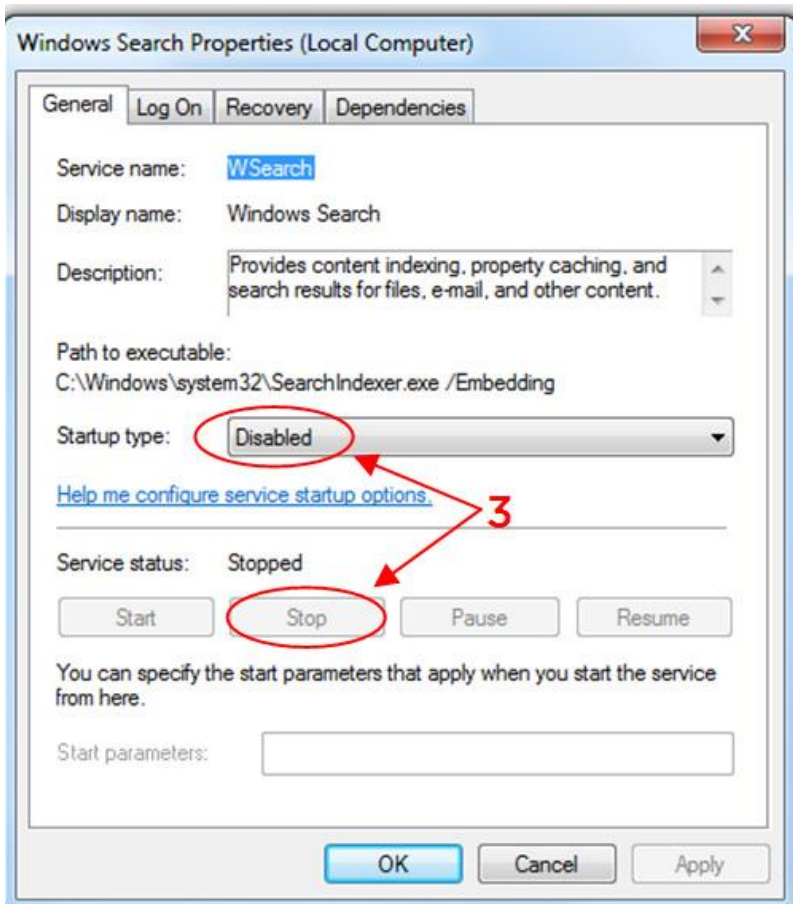 Windows Search Properties (Local Computer)
General Log On Recovery Dependencies
Service name: WSearch
Display name: Windows Search
Description: Provides content indexing, property caching, and
search results for files, e-mail, and other content.
Path to executable:
C:\Windows\system32\SearchIndexer.exe /Embedding
Startup type: Disabled
Help me configure service startup options.
3
Service status: Stopped
Start Stop Pause Resume
You can specify the start parameters that apply when you start the service
from here.
Start parameters:
OK Cancel Apply